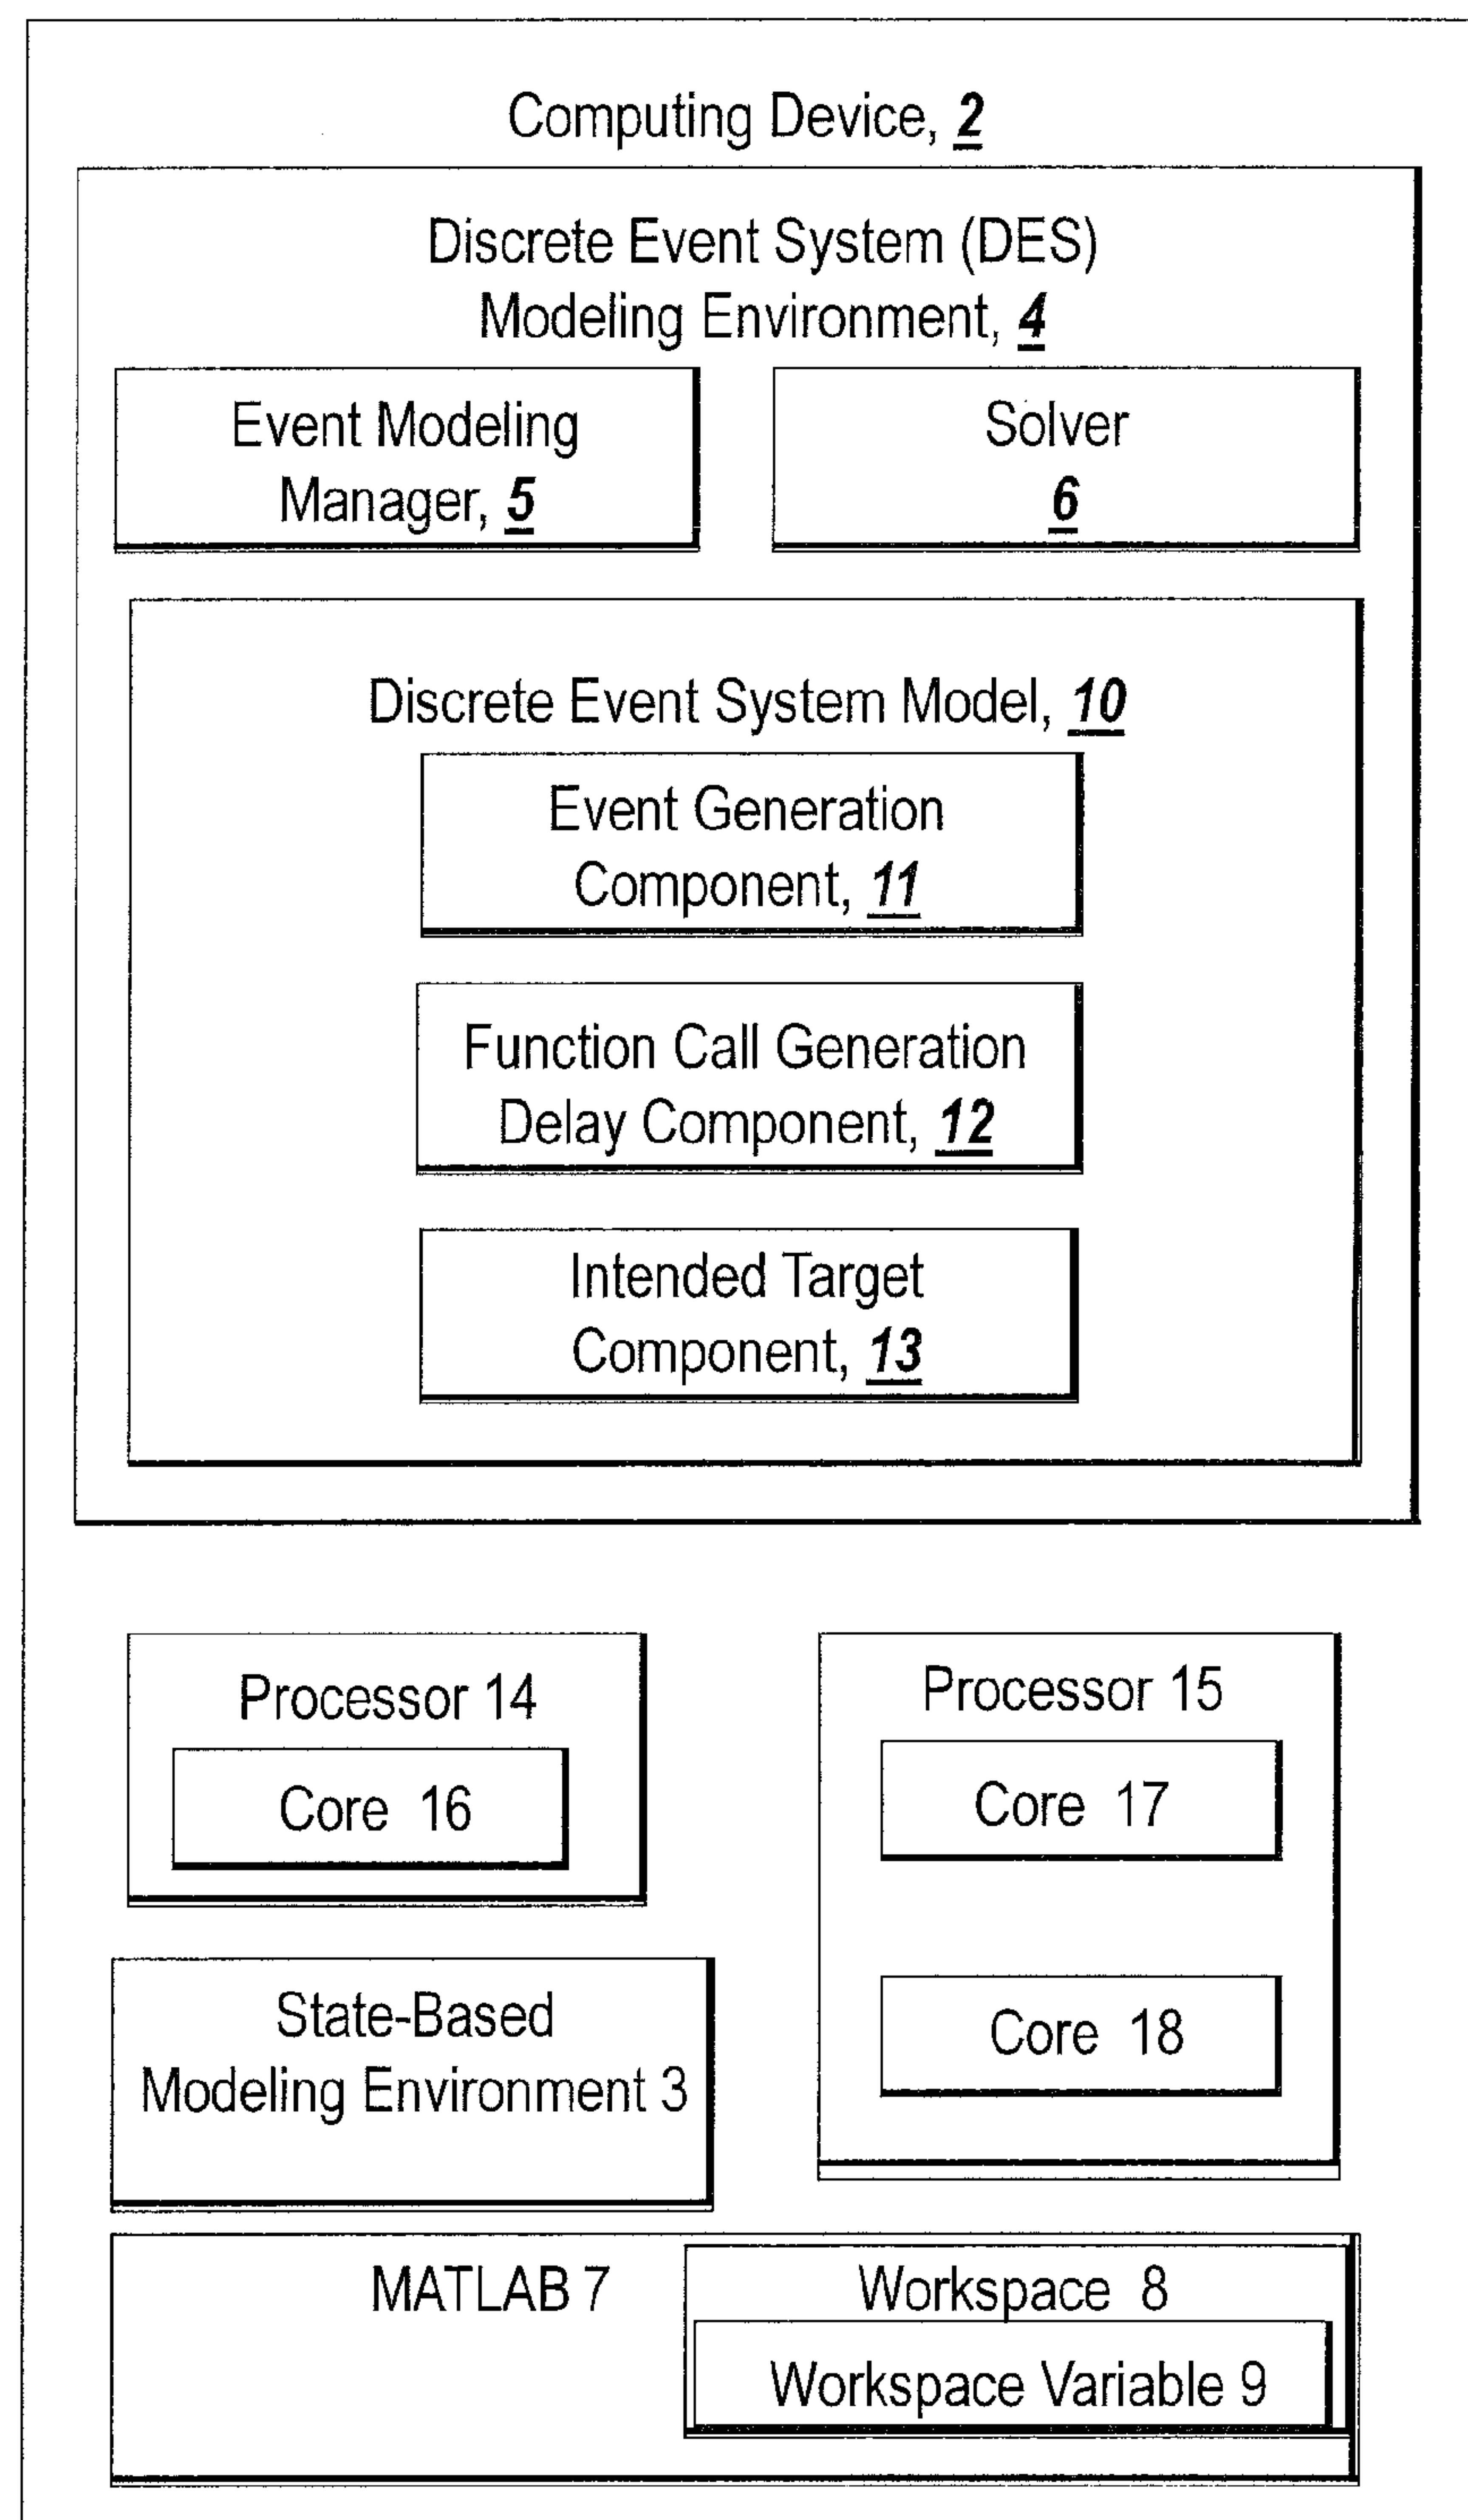 Computing Device, 2
Discrete Event System (DES)
Modeling Environment, 4
Event Modeling
Manager, 5
Solver
6
Discrete Event System Model, 10
Event Generation
Component, 11
Function Call Generation
Delay Component, 12
Intended Target
Component, 13
Processor 14
Core 16
Processor 15
Core 17
Core 18
State-Based
Modeling Environment 3
MATLAB 7
Workspace 8
Workspace Variable 9